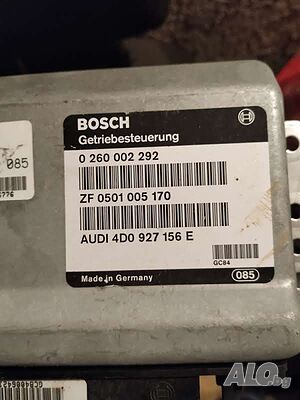 BOSCH
Getriebesteuerung
0 260 002 292
ZF 0501 005 170
AUDI 4D0 927 156 E
GC84
Made in Germany
085
085
5776
ALO.bg